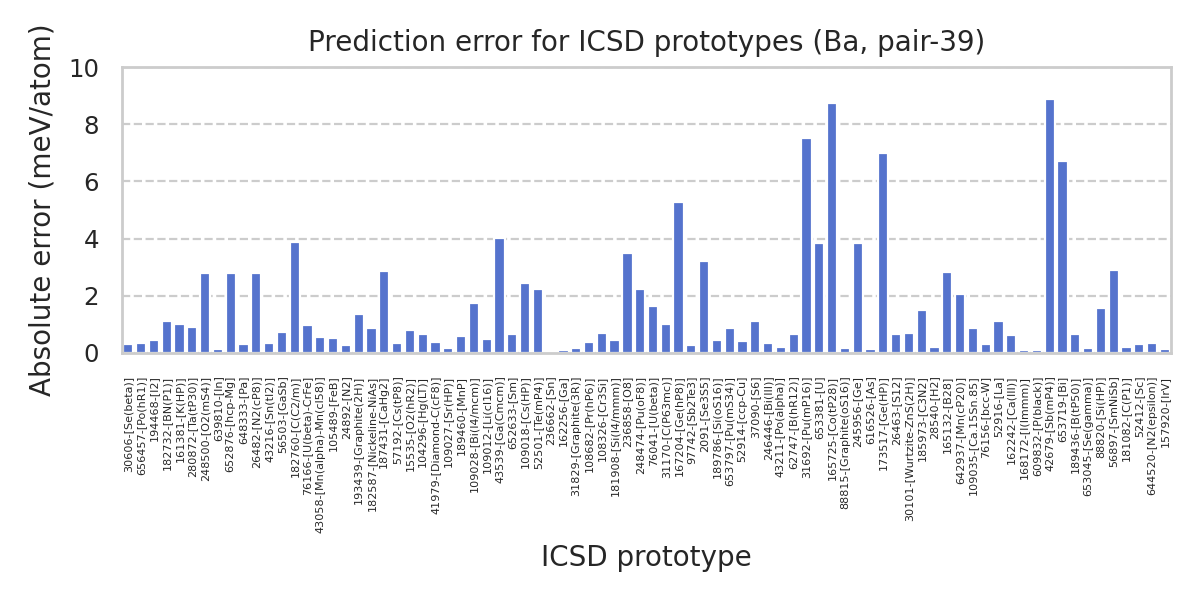 Prediction error for ICSD prototypes (Ba, pair-39)
Absolute error (meV/atom)
10
8
6
4
2
0
30606-[Se(beta)]
656457-[Po(hR1)]
194468-[I2]
182732-[BN(P1)]
161381-[K(HP)]
280872-[Ta(tP30)]
248500-[O2(mS4)]
639810-[In]
652876-[hcp-Mg]
648333-[Pa]
26482-[N2(cP8)]
43216-[Sn(tI2)]
56503-[GaSb]
182760-[C(C2/m)]
76166-[U(beta)-CrFe]
43058-[Mn(alpha)-Mn(cI58)]
105489-[FeB]
24892-[N2]
193439-[Graphite(2H)]
182587-[Nickeline-NiAs]
187431-[CaHg2]
57192-[Cs(tP8)]
15535-[O2(hR2)]
104296-[Hg(LT)]
41979-[Diamond-C(cF8)]
109027-[Sr(HP)]
189460-[MnP]
109028-[Bi(I4/mcm)]
109012-[Li(cI16)]
43539-[Ga(Cmcm)]
652633-[Sm]
109018-[Cs(HP)]
52501-[Te(mP4)]
236662-[Sn]
162256-[Ga]
31829-[Graphite(3R)]
108682-[Pr(hP6)]
108326-[Cr3Si]
181908-[Si(I4/mmm)]
236858-[O8]
248474-[Pu(oF8)]
76041-[U(beta)]
31170-[C(P63mc)]
167204-[Ge(hP8)]
97742-[Sb2Te3]
2091-[Se3S5]
189786-[Si(oS16)]
653797-[Pu(mS34)]
52914-[ccp-Cu]
37090-[S6]
246446-[Bi(III)]
43211-[Po(alpha)]
62747-[B(hR12)]
31692-[Pu(mP16)]
653381-[U]
165725-[Co(tP28)]
88815-[Graphite(oS16)]
245956-[Ge]
616526-[As]
173517-[Ge(HP)]
26463-[S12]
30101-[Wurtzite-ZnS(2H)]
185973-[C3N2]
28540-[H2]
165132-[B28]
642937-[Mn(cP20)]
109035-[Ca.15Sn.85]
76156-[bcc-W]
52916-[La]
162242-[Ca(III)]
168172-[I(Immm)]
609832-[P(black)]
42679-[Sb(mP4)]
653719-[Bi]
189436-[B(tP50)]
653045-[Se(gamma)]
88820-[Si(HP)]
56897-[SmNiSb]
181082-[C(P1)]
52412-[Sc]
644520-[N2(epsilon)]
157920-[IrV]
ICSD prototype